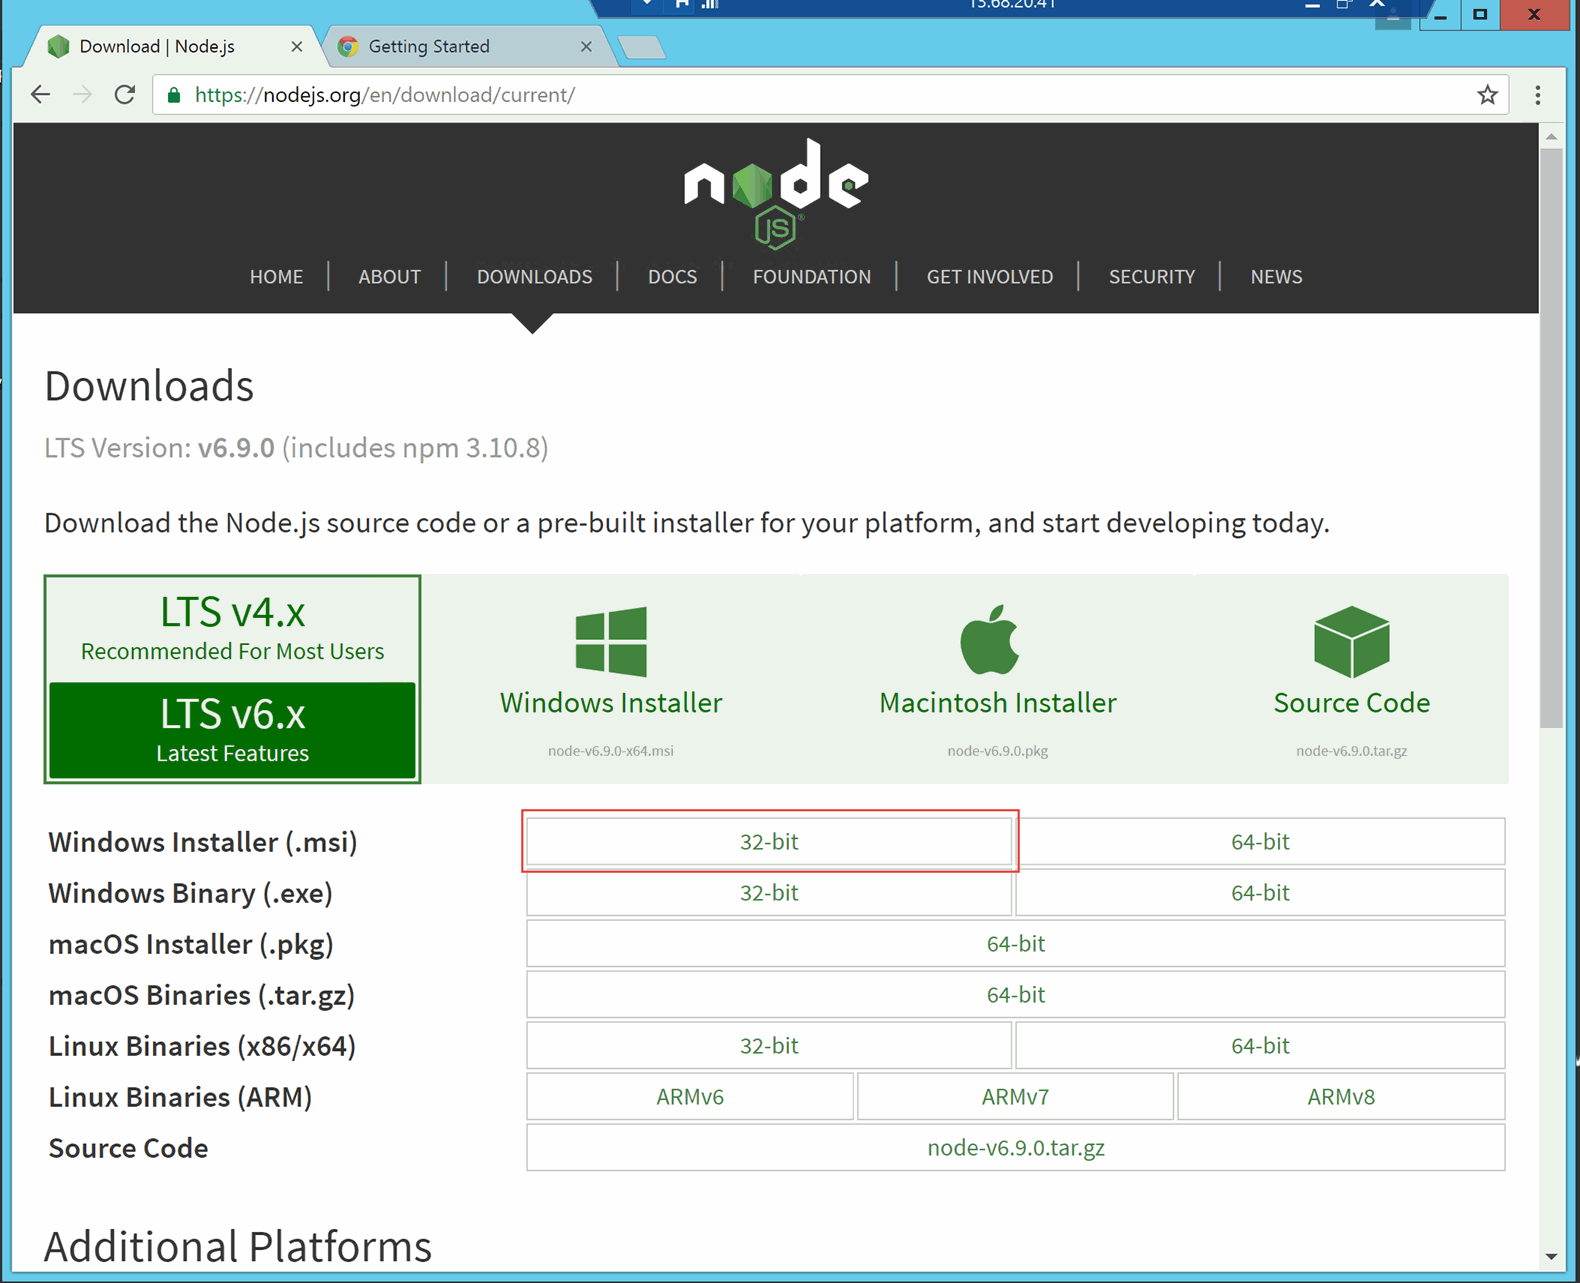 13.68.20.41
Download | Node.js
Getting Started
https://nodejs.org/en/download/current/
node
JS
HOME
ABOUT
DOWNLOADS
DOCS
FOUNDATION
GET INVOLVED
SECURITY
NEWS
Downloads
LTS Version: v6.9.0 (includes npm 3.10.8)
Download the Node.js source code or a pre-built installer for your platform, and start developing today.
LTS v4.x
Recommended For Most Users
LTS v6.x
Latest Features
Windows Installer
node-v6.9.0-x64.msi
Macintosh Installer
node-v6.9.0.pkg
Source Code
node-v6.9.0.tar.gz
Windows Installer (.msi) 32-bit 64-bit
Windows Binary (.exe) 32-bit 64-bit
macOS Installer (.pkg) 64-bit
macOS Binaries (.tar.gz) 64-bit
Linux Binaries (x86/x64) 32-bit 64-bit
Linux Binaries (ARM) ARMv6 ARMv7 ARMv8
Source Code node-v6.9.0.tar.gz
Additional Platforms